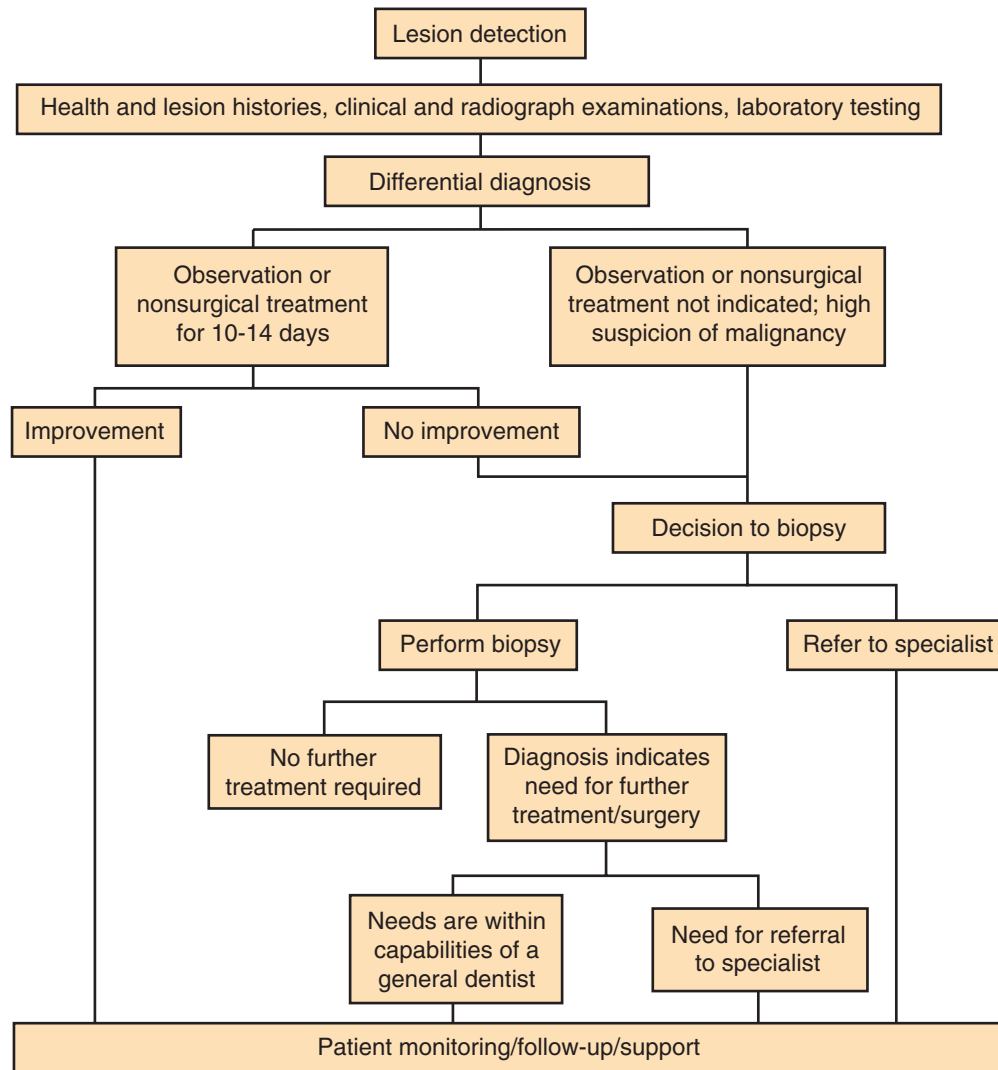 Lesion detection
Health and lesion histories, clinical and radiograph examinations, laboratory testing
Differential diagnosis
Observation or
nonsurgical treatment
for 10-14 days
Observation or nonsurgical
treatment not indicated; high
suspicion of malignancy
Improvement
No improvement
Decision to biopsy
Perform biopsy
Refer to specialist
No further
treatment required
Diagnosis indicates
need for further
treatment/surgery
Needs are within
capabilities of a
general dentist
Need for referral
to specialist
Patient monitoring/follow-up/support